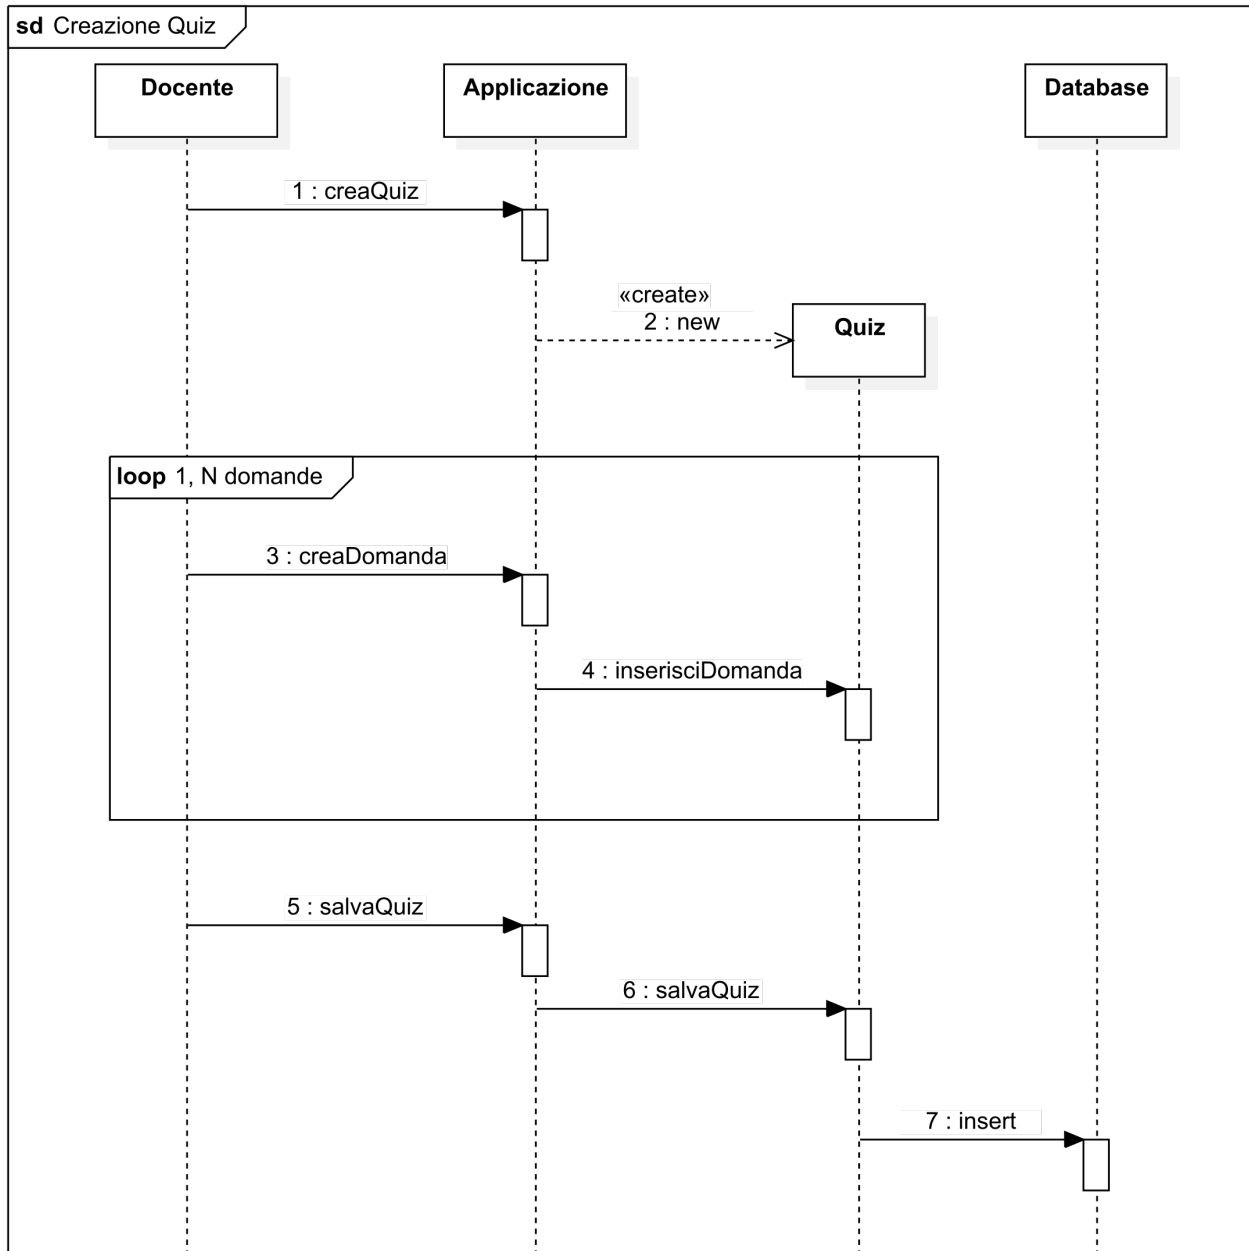 sd Creazione Quiz
Docente
Applicazione
Database
1 : creaQuiz
«create»
2 : new
Quiz
loop 1, N domande
3 : creaDomanda
4 : inserisciDomanda
5 : salvaQuiz
6 : salvaQuiz
7 : insert